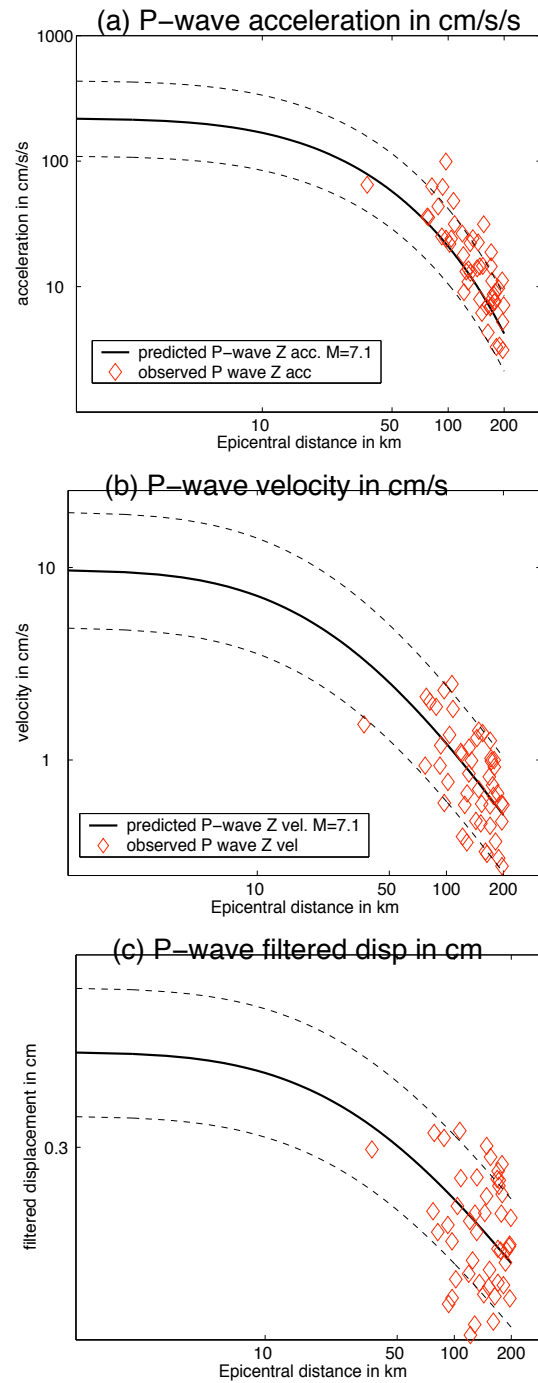 (a) P−wave acceleration in cm/s/s
1000
100
10
acceleration in cm/s/s
predicted P−wave Z acc. M=7.1
observed P wave Z acc
10 50 100 200
Epicentral distance in km
(b) P−wave velocity in cm/s
10
1
velocity in cm/s
predicted P−wave Z vel. M=7.1
observed P wave Z vel
10 50 100 200
Epicentral distance in km
(c) P−wave filtered disp in cm
0.3
filtered displacement in cm
10 50 100 200
Epicentral distance in km